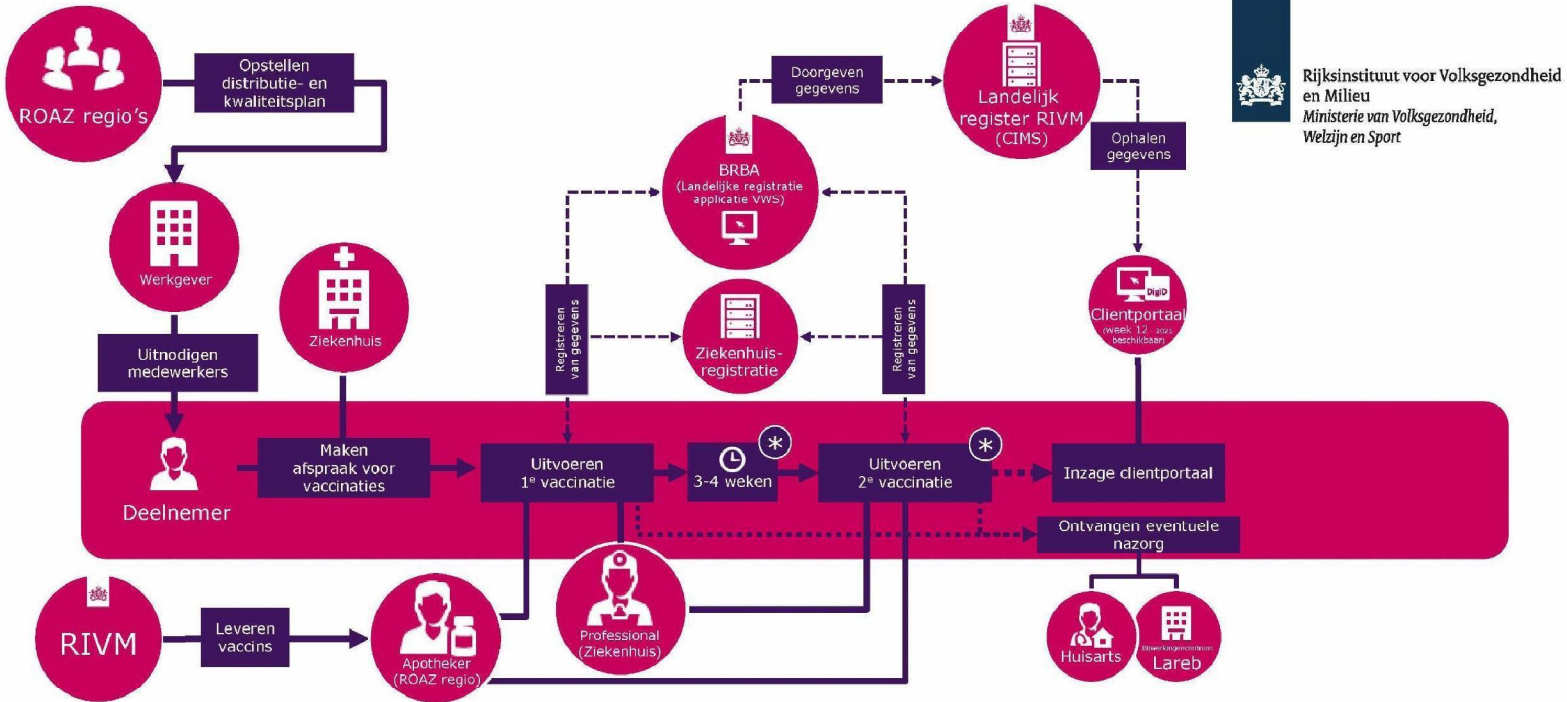 ROAZ regio's
Opstellen
distributie- en
kwaliteitsplan
Doorgeven
gegevens
Landelijk
register RIVM
(CIMS)
Ophalen
gegevens
Rijksinstituut voor Volksgezondheid
en Milieu
Ministerie van Volksgezondheid,
Welzijn en Sport
BRBA
(Landelijke registratie
applicatie VWS)
Werkgever
Ziekenhuis
Registreren
van gegevens
Ziekenhuis-
registratie
Registreren
van gegevens
DigiD
Clientportaal
(week 12 - 2021
beschikbaar)
Uitnodigen
medewerkers
Deelnemer
Maken
afspraak voor
vaccinaties
Uitvoeren
1e vaccinatie
3-4 weken
*
Uitvoeren
2e vaccinatie
*
Inzage clientportaal
Ontvangen eventuele
nazorg
RIVM
Leveren
vaccins
Apotheker
(ROAZ regio)
Professional
(Ziekenhuis)
Huisarts
Bijwerkingencentrum
Lareb